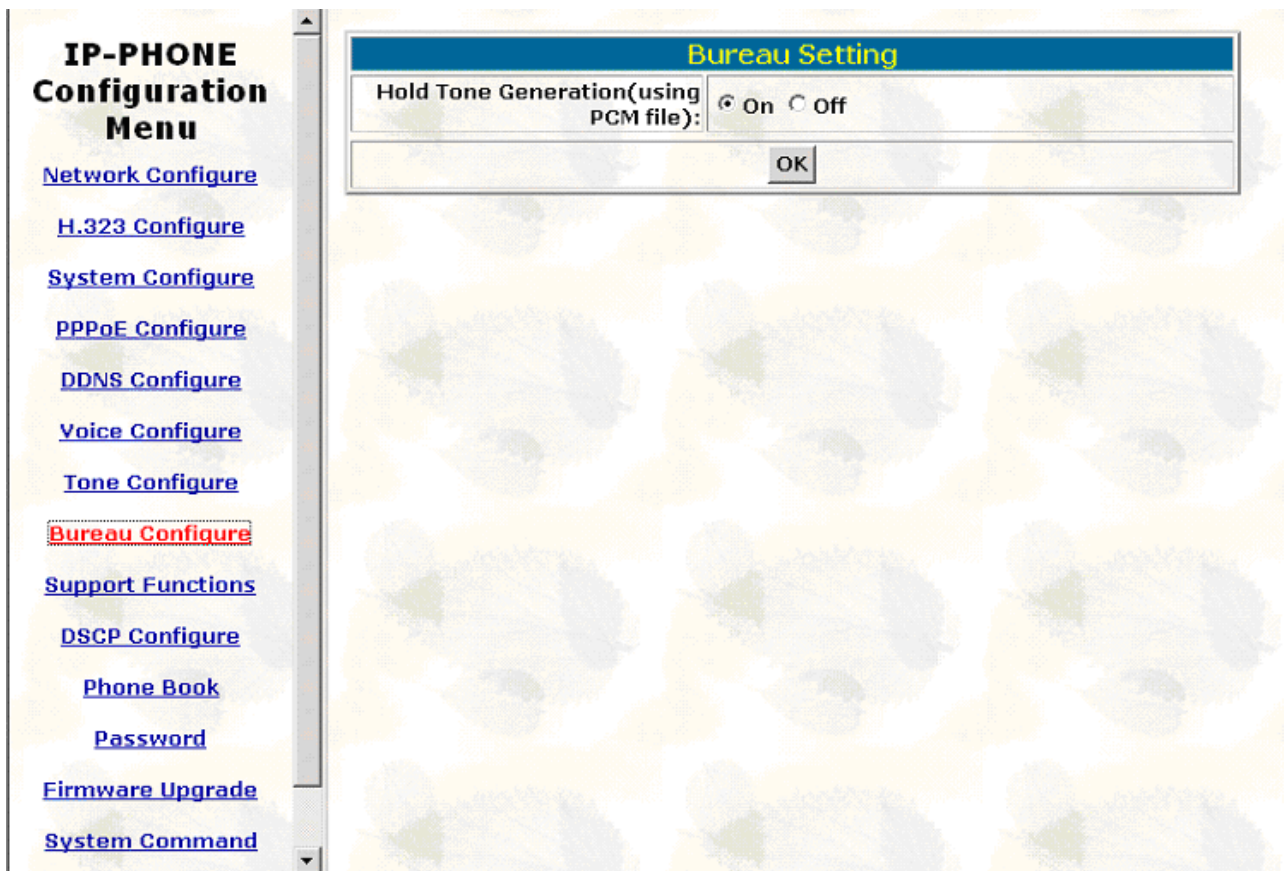 IP-PHONE
Configuration
Menu
Network Configure
H.323 Configure
System Configure
PPPoE Configure
DDNS Configure
Voice Configure
Tone Configure
Bureau Configure
Support Functions
DSCP Configure
Phone Book
Password
Firmware Upgrade
System Command
Bureau Setting
Hold Tone Generation(using
PCM file):
On Off
OK